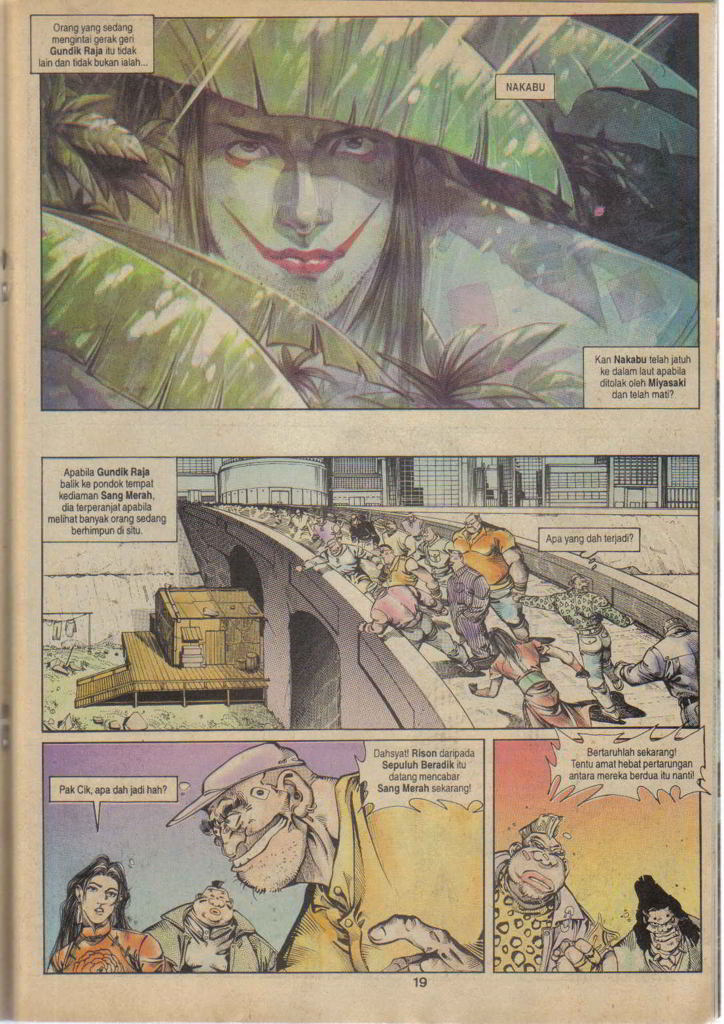 Orang yang sedang
mengintai gerak geri
Gundik Raja itu tidak
lain dan tidak bukan ialah...
NAKABU
Kan Nakabu telah jatuh
ke dalam laut apabila
ditolak oleh Miyasaki
dan telah mati?
Apabila Gundik Raja
balik ke pondok tempat
kediaman Sang Merah,
dia terperanjat apabila
melihat banyak orang sedang
berhimpun di situ.
Apa yang dah terjadi?
Pak Cik, apa dah jadi hah?
Dahsyat! Rison daripada
Sepuluh Beradik itu
datang mencabar
Sang Merah sekarang!
Bertaruhlah sekarang!
Tentu amat hebat pertarungan
antara mereka berdua itu nanti!
19